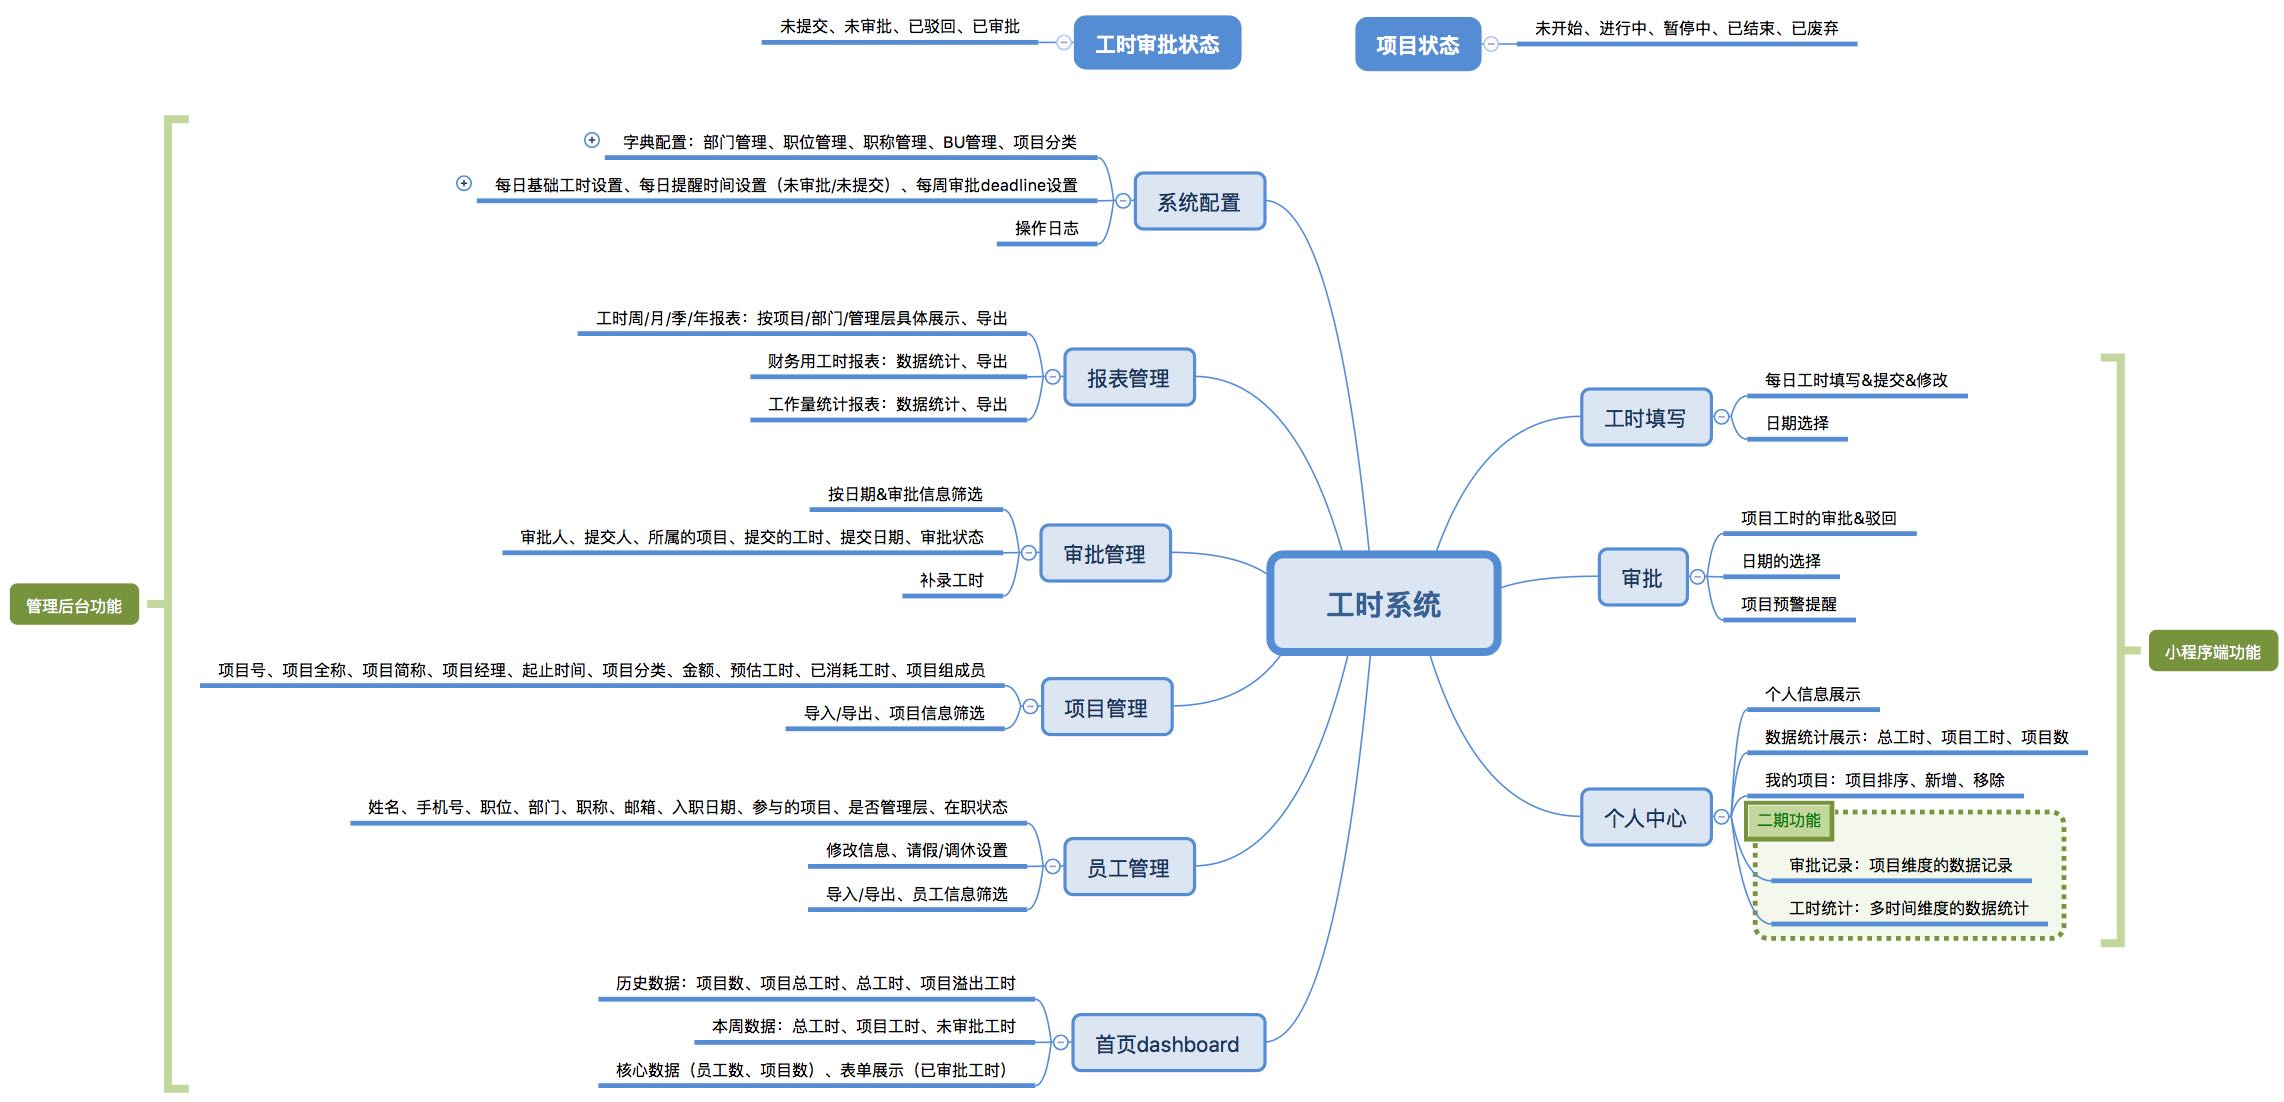 未提交、未审批、已驳回、已审批
工时审批状态
项目状态
未开始、进行中、暂停中、已结束、已废弃
字典配置：部门管理、职位管理、职称管理、BU管理、项目分类
每日基础工时设置、每日提醒时间设置（未审批/未提交）、每周审批deadline设置
操作日志
系统配置
工时周/月/季/年报表：按项目/部门/管理层具体展示、导出
财务用工时报表：数据统计、导出
工作量统计报表：数据统计、导出
报表管理
按日期&审批信息筛选
审批人、提交人、所属的项目、提交的工时、提交日期、审批状态
补录工时
审批管理
管理后台功能
项目号、项目全称、项目简称、项目经理、起止时间、项目分类、金额、预估工时、已消耗工时、项目组成员
导入/导出、项目信息筛选
项目管理
姓名、手机号、职位、部门、职称、邮箱、入职日期、参与的项目、是否管理层、在职状态
修改信息、请假/调休设置
导入/导出、员工信息筛选
员工管理
历史数据：项目数、项目总工时、总工时、项目溢出工时
本周数据：总工时、项目工时、未审批工时
核心数据（员工数、项目数）、表单展示（已审批工时）
首页dashboard
工时系统
工时填写
每日工时填写&提交&修改
日期选择
审批
项目工时的审批&驳回
日期的选择
项目预警提醒
小程序端功能
个人中心
个人信息展示
数据统计展示：总工时、项目工时、项目数
我的项目：项目排序、新增、移除
二期功能
审批记录：项目维度的数据记录
工时统计：多时间维度的数据统计